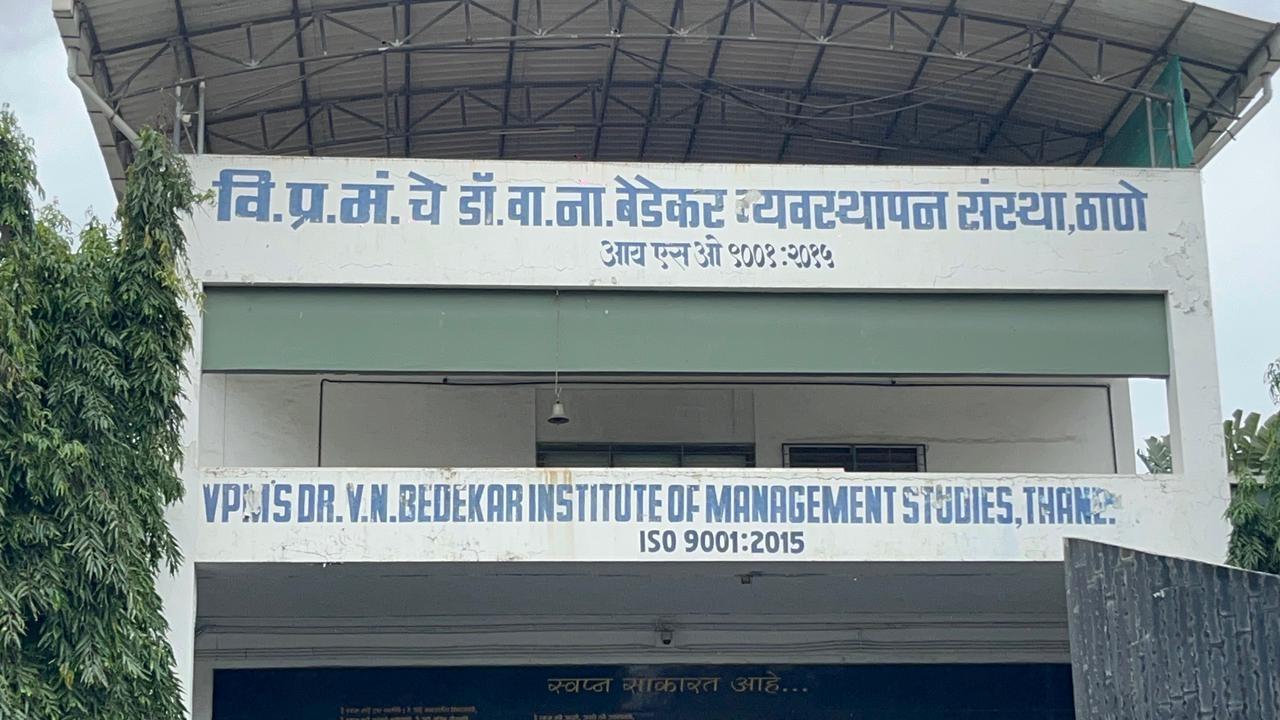 वि.प्र.मं. चे डॉ.वा.ना.बेडेकर व्यवस्थापन संस्था,ठाणे
आय एस ओ ९००१:२०१५
VPM'S DR.V.N.BEDEKAR INSTITUTE OF MANAGEMENT STUDIES, THANE.
ISO 9001:2015
स्वप्न साकारत आहे...